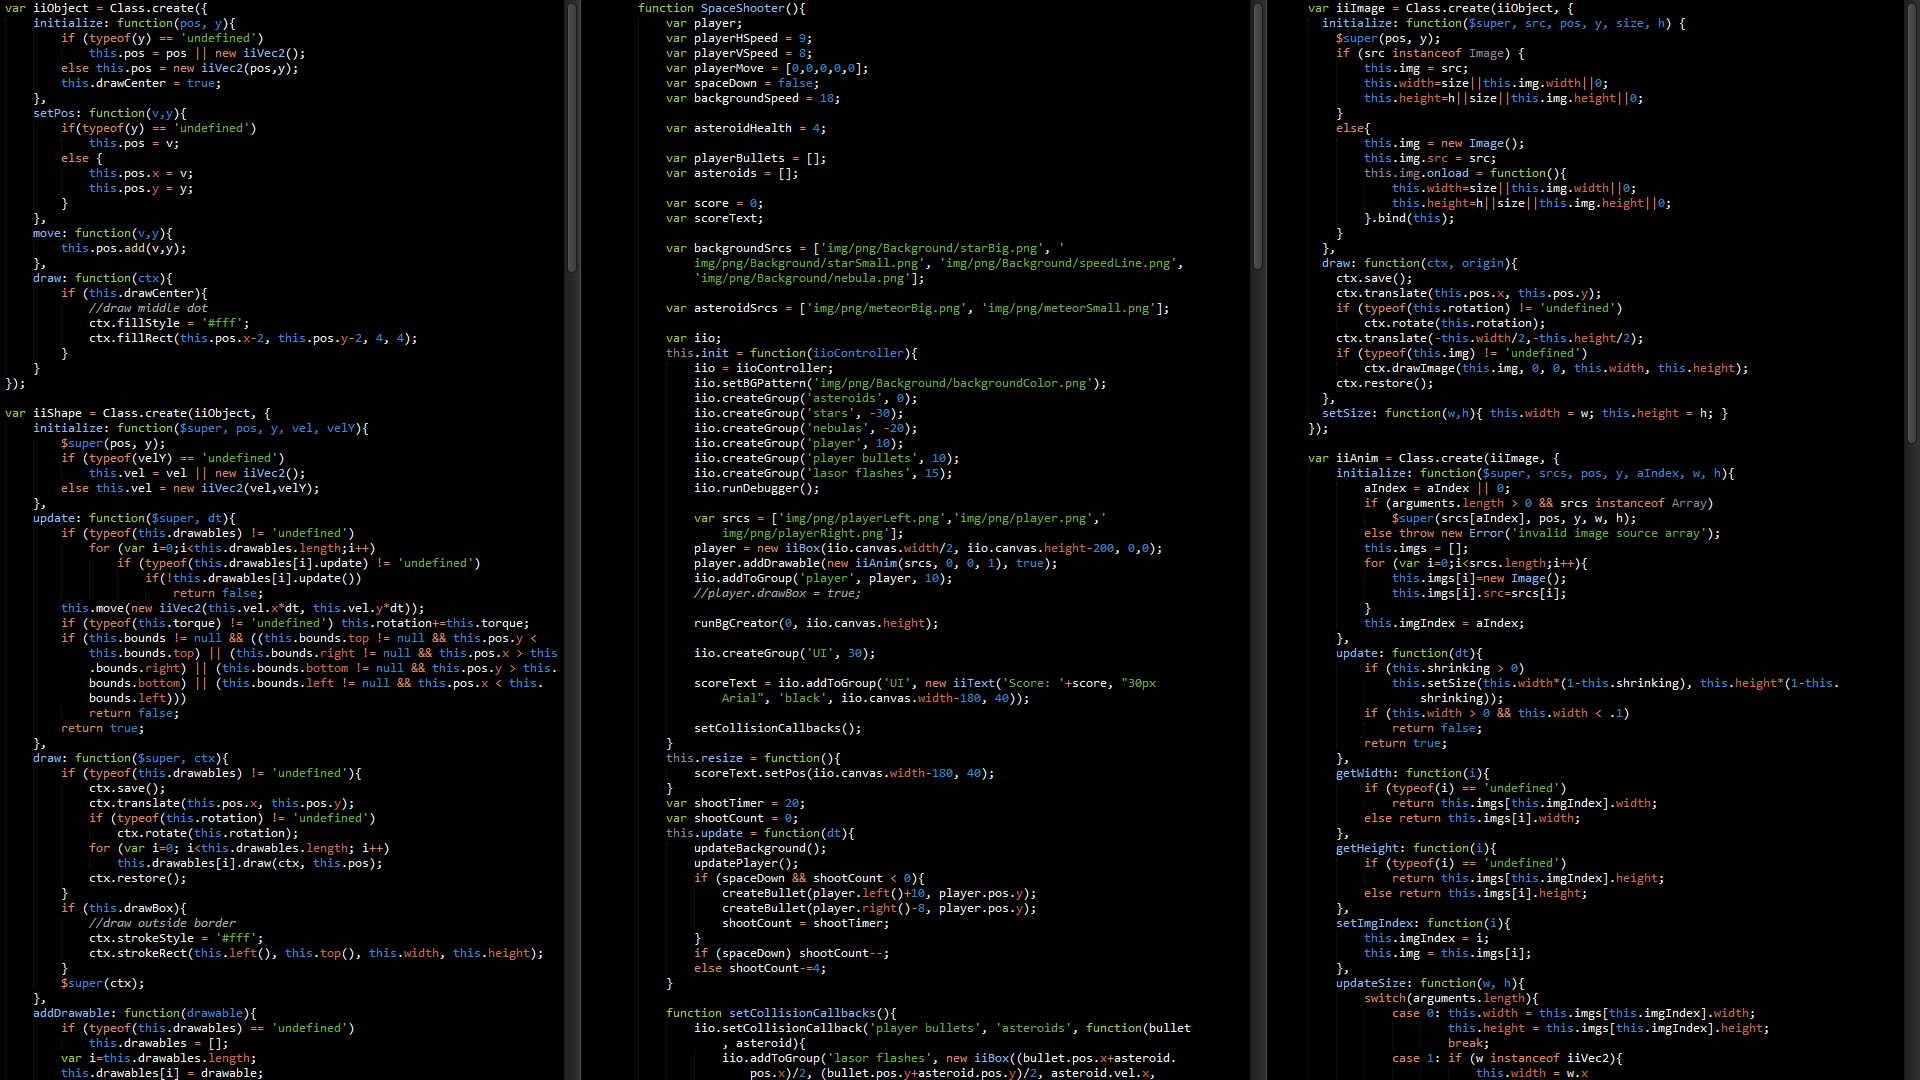 var iiObject = Class.create({
    initialize: function(pos, y){
        if (typeof(y) == 'undefined')
            this.pos = pos || new iiVec2();
        else this.pos = new iiVec2(pos,y);
        this.drawCenter = true;
    },
    setPos: function(v,y){
        if(typeof(y) == 'undefined')
            this.pos = v;
        else {
            this.pos.x = v;
            this.pos.y = y;
        }
    },
    move: function(v,y){
        this.pos.add(v,y);
    },
    draw: function(ctx){
        if (this.drawCenter){
            //draw middle dot
            ctx.fillStyle = '#fff';
            ctx.fillRect(this.pos.x-2, this.pos.y-2, 4, 4);
        }
    }
});
var iiShape = Class.create(iiObject, {
    initialize: function($super, pos, y, vel, velY){
        $super(pos, y);
        if (typeof(velY) == 'undefined')
            this.vel = vel || new iiVec2();
        else this.vel = new iiVec2(vel,velY);
    },
    update: function($super, dt){
        if (typeof(this.drawables) != 'undefined')
            for (var i=0;i<this.drawables.length;i++)
                if (typeof(this.drawables[i].update) != 'undefined')
                    if(!this.drawables[i].update())
                        return false;
        this.move(new iiVec2(this.vel.x*dt, this.vel.y*dt));
        if (typeof(this.torque) != 'undefined') this.rotation+=this.torque;
        if (this.bounds != null && ((this.bounds.top != null && this.pos.y <
            this.bounds.top) || (this.bounds.right != null && this.pos.x > this
            .bounds.right) || (this.bounds.bottom != null && this.pos.y > this.
            bounds.bottom) || (this.bounds.left != null && this.pos.x < this.
            bounds.left)))
            return false;
        return true;
    },
    draw: function($super, ctx){
        if (typeof(this.drawables) != 'undefined'){
            ctx.save();
            ctx.translate(this.pos.x, this.pos.y);
            if (typeof(this.rotation) != 'undefined')
                ctx.rotate(this.rotation);
            for (var i=0; i<this.drawables.length; i++)
                this.drawables[i].draw(ctx, this.pos);
            ctx.restore();
        }
        if (this.drawBox){
            //draw outside border
            ctx.strokeStyle = '#fff';
            ctx.strokeRect(this.left(), this.top(), this.width, this.height);
        }
        $super(ctx);
    },
    addDrawable: function(drawable){
        if (typeof(this.drawables) == 'undefined')
            this.drawables = [];
        var i=this.drawables.length;
        this.drawables[i] = drawable;
function SpaceShooter(){
    var player;
    var playerHSpeed = 9;
    var playerVSpeed = 8;
    var playerMove = [0,0,0,0,0];
    var spaceDown = false;
    var backgroundSpeed = 18;
    var asteroidHealth = 4;
    var playerBullets = [];
    var asteroids = [];
    var score = 0;
    var scoreText;
    var backgroundSrcs = ['img/png/Background/starBig.png', '
        img/png/Background/starSmall.png', 'img/png/Background/speedLine.png',
        'img/png/Background/nebula.png'];
    var asteroidSrcs = ['img/png/meteorBig.png', 'img/png/meteorSmall.png'];
    var iio;
    this.init = function(iioController){
        iio = iioController;
        iio.setBGPattern('img/png/Background/backgroundColor.png');
        iio.createGroup('asteroids', 0);
        iio.createGroup('stars', -30);
        iio.createGroup('nebulas', -20);
        iio.createGroup('player', 10);
        iio.createGroup('player bullets', 10);
        iio.createGroup('lasor flashes', 15);
        iio.runDebugger();
        var srcs = ['img/png/playerLeft.png','img/png/player.png','
            img/png/playerRight.png'];
        player = new iiBox(iio.canvas.width/2, iio.canvas.height-200, 0,0);
        player.addDrawable(new iiAnim(srcs, 0, 0, 1), true);
        iio.addToGroup('player', player, 10);
        //player.drawBox = true;
        runBgCreator(0, iio.canvas.height);
        iio.createGroup('UI', 30);
        scoreText = iio.addToGroup('UI', new iiText('Score: '+score, "30px
            Arial", 'black', iio.canvas.width-180, 40));
        setCollisionCallbacks();
    }
    this.resize = function(){
        scoreText.setPos(iio.canvas.width-180, 40);
    }
    var shootTimer = 20;
    var shootCount = 0;
    this.update = function(dt){
        updateBackground();
        updatePlayer();
        if (spaceDown && shootCount < 0){
            createBullet(player.left()+10, player.pos.y);
            createBullet(player.right()-8, player.pos.y);
            shootCount = shootTimer;
        }
        if (spaceDown) shootCount--;
        else shootCount-=4;
    }
    function setCollisionCallbacks(){
        iio.setCollisionCallback('player bullets', 'asteroids', function(bullet
            , asteroid){
            iio.addToGroup('lasor flashes', new iiBox((bullet.pos.x+asteroid.
                pos.x)/2, (bullet.pos.y+asteroid.pos.y)/2, asteroid.vel.x,
var iiImage = Class.create(iiObject, {
  initialize: function($super, src, pos, y, size, h) {
    $super(pos, y);
    if (src instanceof Image) {
        this.img = src;
        this.width=size||this.img.width||0;
        this.height=h||size||this.img.height||0;
    }
    else{
        this.img = new Image();
        this.img.src = src;
        this.img.onload = function(){
            this.width=size||this.img.width||0;
            this.height=h||size||this.img.height||0;
        }.bind(this);
    }
  },
  draw: function(ctx, origin){
    ctx.save();
    ctx.translate(this.pos.x, this.pos.y);
    if (typeof(this.rotation) != 'undefined')
        ctx.rotate(this.rotation);
    ctx.translate(-this.width/2,-this.height/2);
    if (typeof(this.img) != 'undefined')
        ctx.drawImage(this.img, 0, 0, this.width, this.height);
    ctx.restore();
  },
  setSize: function(w,h){ this.width = w; this.height = h; }
});
var iiAnim = Class.create(iiImage, {
    initialize: function($super, srcs, pos, y, aIndex, w, h){
        aIndex = aIndex || 0;
        if (arguments.length > 0 && srcs instanceof Array)
            $super(srcs[aIndex], pos, y, w, h);
        else throw new Error('invalid image source array');
        this.imgs = [];
        for (var i=0;i<srcs.length;i++){
            this.imgs[i]=new Image();
            this.imgs[i].src=srcs[i];
        }
        this.imgIndex = aIndex;
    },
    update: function(dt){
        if (this.shrinking > 0)
            this.setSize(this.width*(1-this.shrinking), this.height*(1-this.
                shrinking));
        if (this.width > 0 && this.width < .1)
            return false;
        return true;
    },
    getWidth: function(i){
        if (typeof(i) == 'undefined')
            return this.imgs[this.imgIndex].width;
        else return this.imgs[i].width;
    },
    getHeight: function(i){
        if (typeof(i) == 'undefined')
            return this.imgs[this.imgIndex].height;
        else return this.imgs[i].height;
    },
    setImgIndex: function(i){
        this.imgIndex = i;
        this.img = this.imgs[i];
    },
    updateSize: function(w, h){
        switch(arguments.length){
            case 0: this.width = this.imgs[this.imgIndex].width;
                    this.height = this.imgs[this.imgIndex].height;
                    break;
            case 1: if (w instanceof iiVec2){
                        this.width = w.x